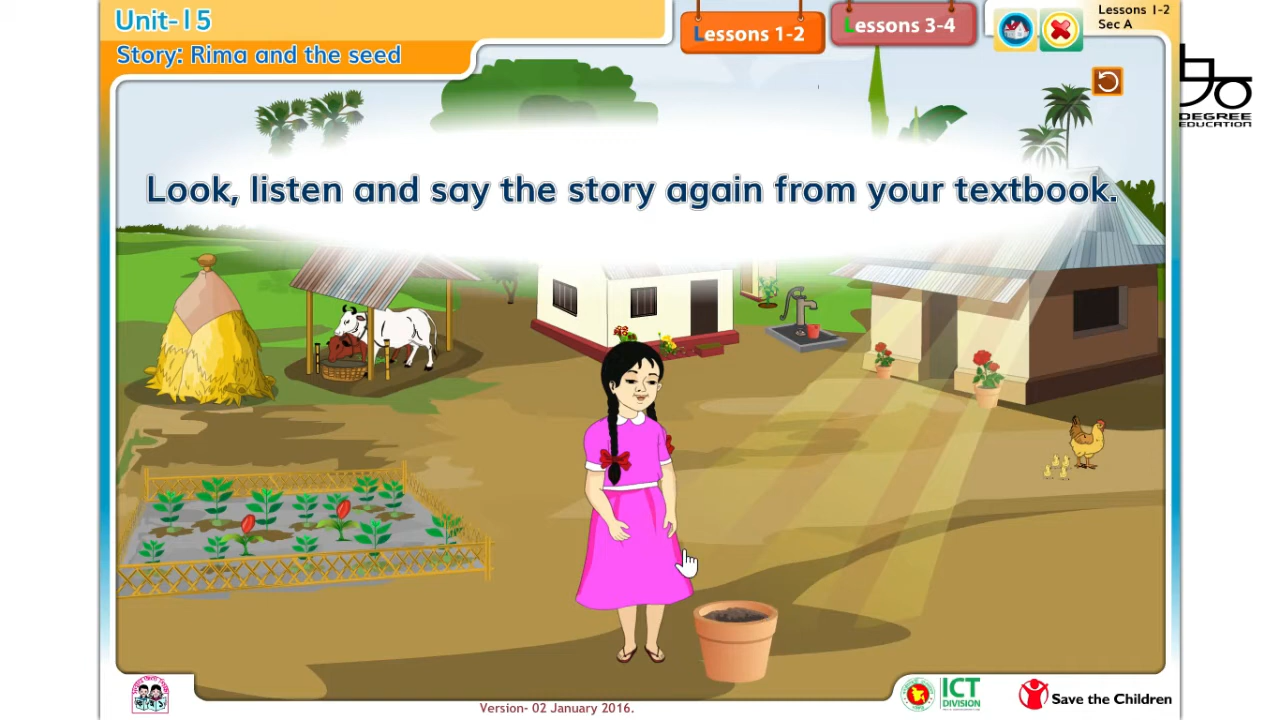 Unit-15
Story: Rima and the seed
Lessons 1-2
Lessons 3-4
Lessons 1-2
Sec A
DEGREE
EDUCATION
Look, listen and say the story again from your textbook.
Version- 02 January 2016.
ICT
DIVISION
Save the Children